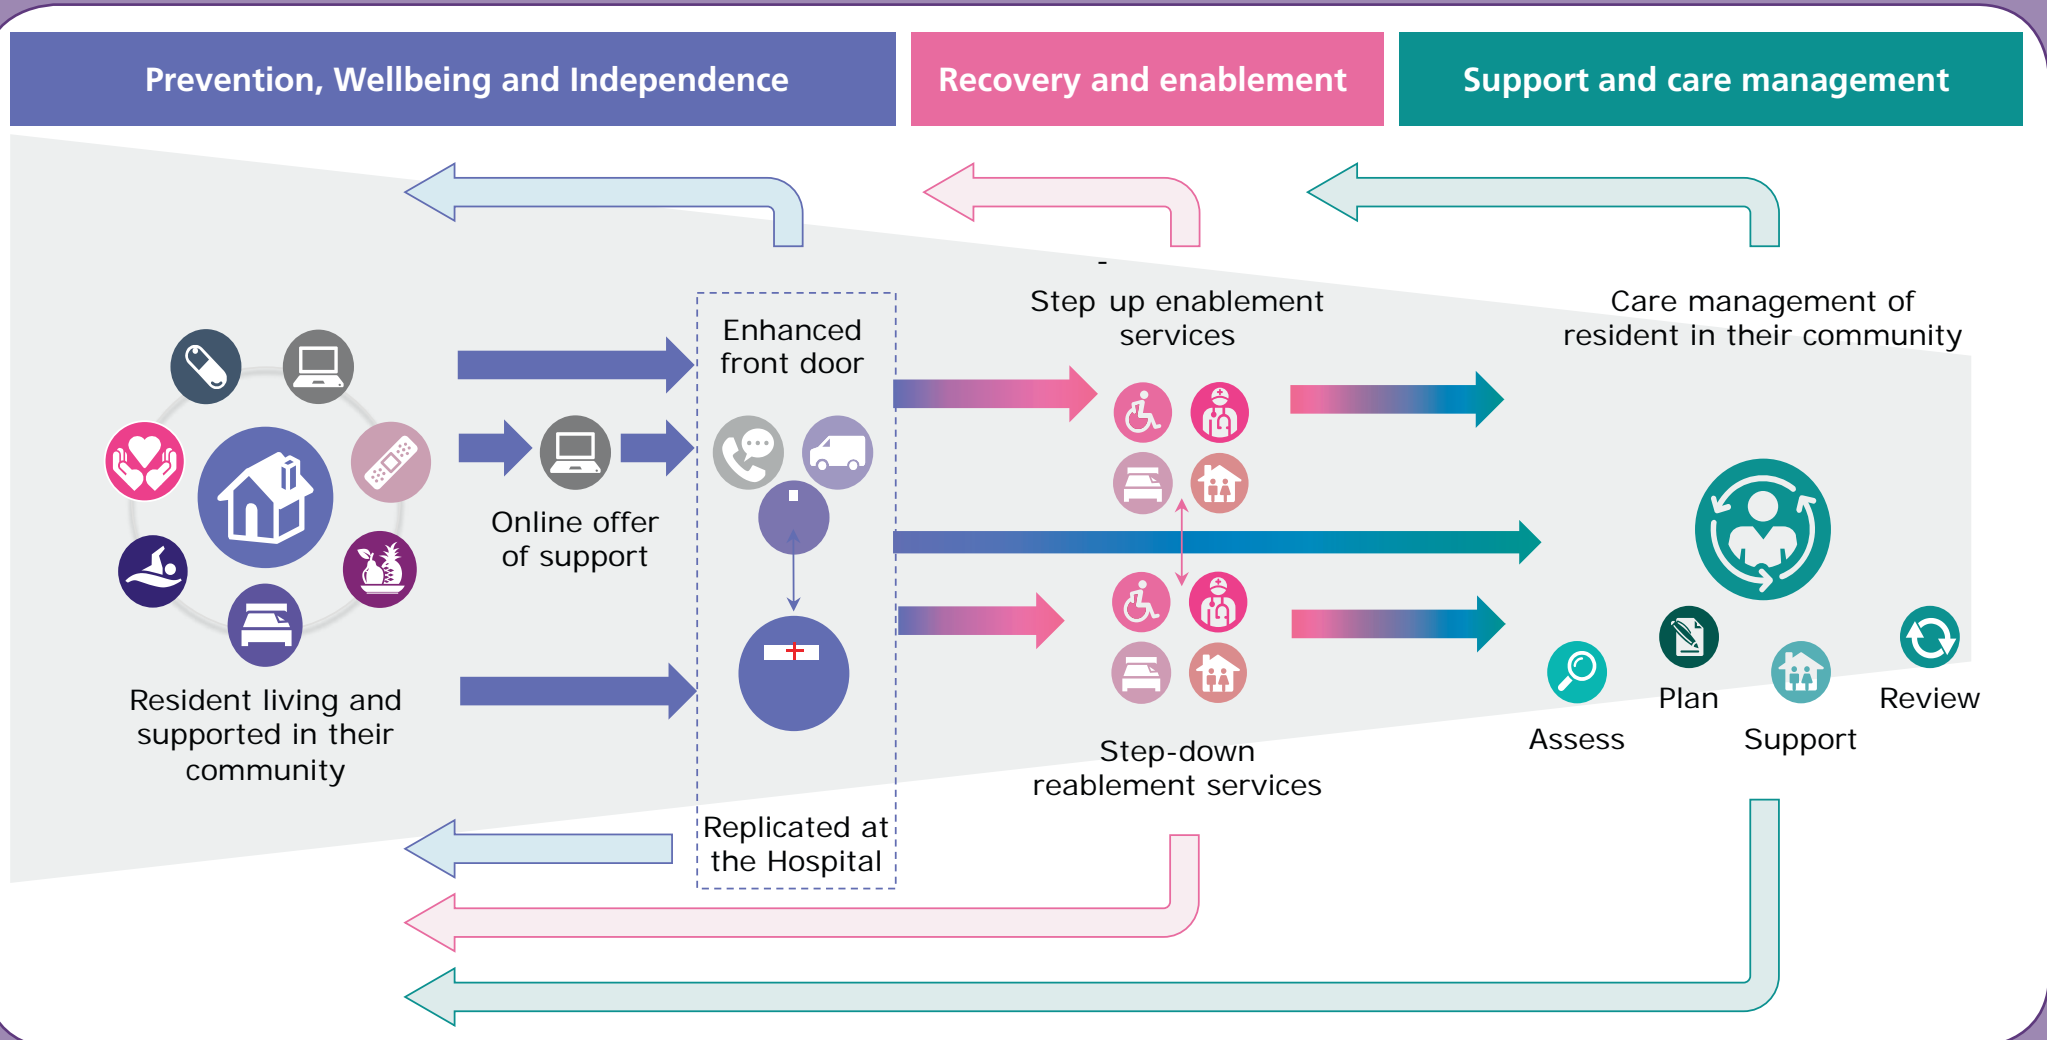 Prevention, Wellbeing and Independence
Recovery and enablement
Support and care management
-
Step up enablement
services
Care management of
resident in their community
Enhanced
front door
Online offer
of support
Resident living and
supported in their
community
Replicated at
the Hospital
Step-down
reablement services
Assess
Plan
Support
Review